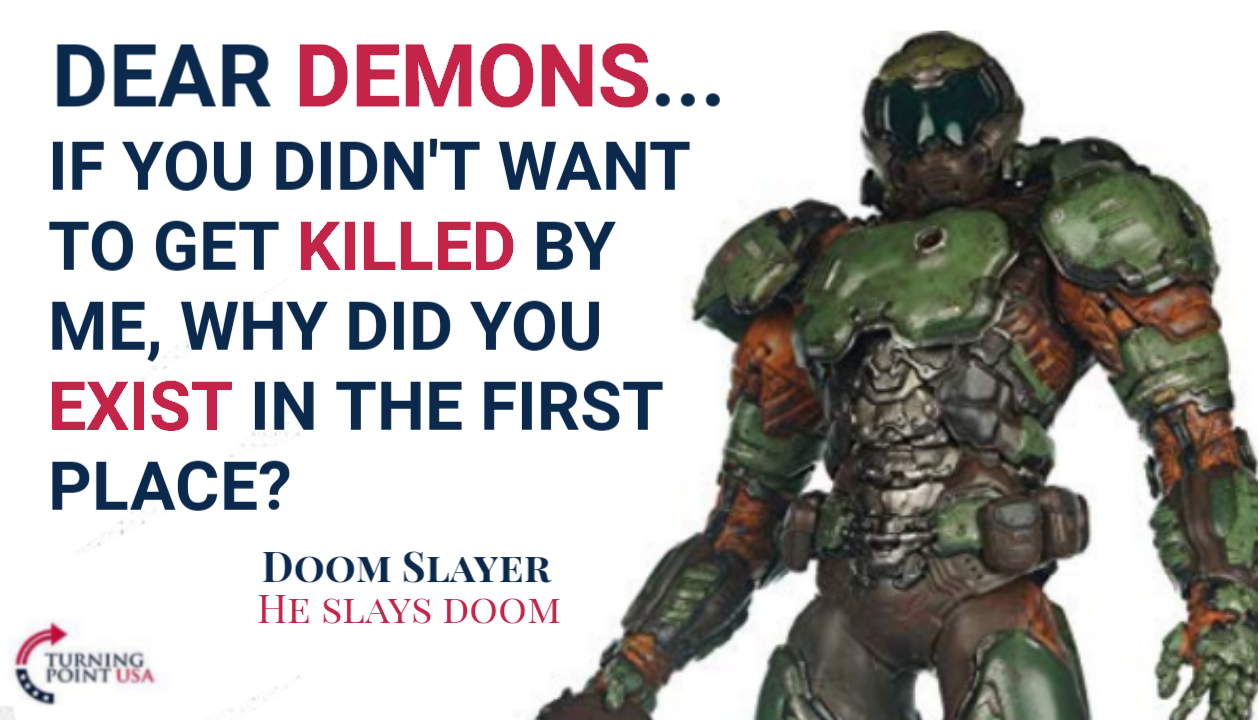 DEAR DEMONS...
IF YOU DIDN'T WANT
TO GET KILLED BY
ME, WHY DID YOU
EXIST IN THE FIRST
PLACE?
DOOM SLAYER
HE SLAYS DOOM
TURNING
POINT USA